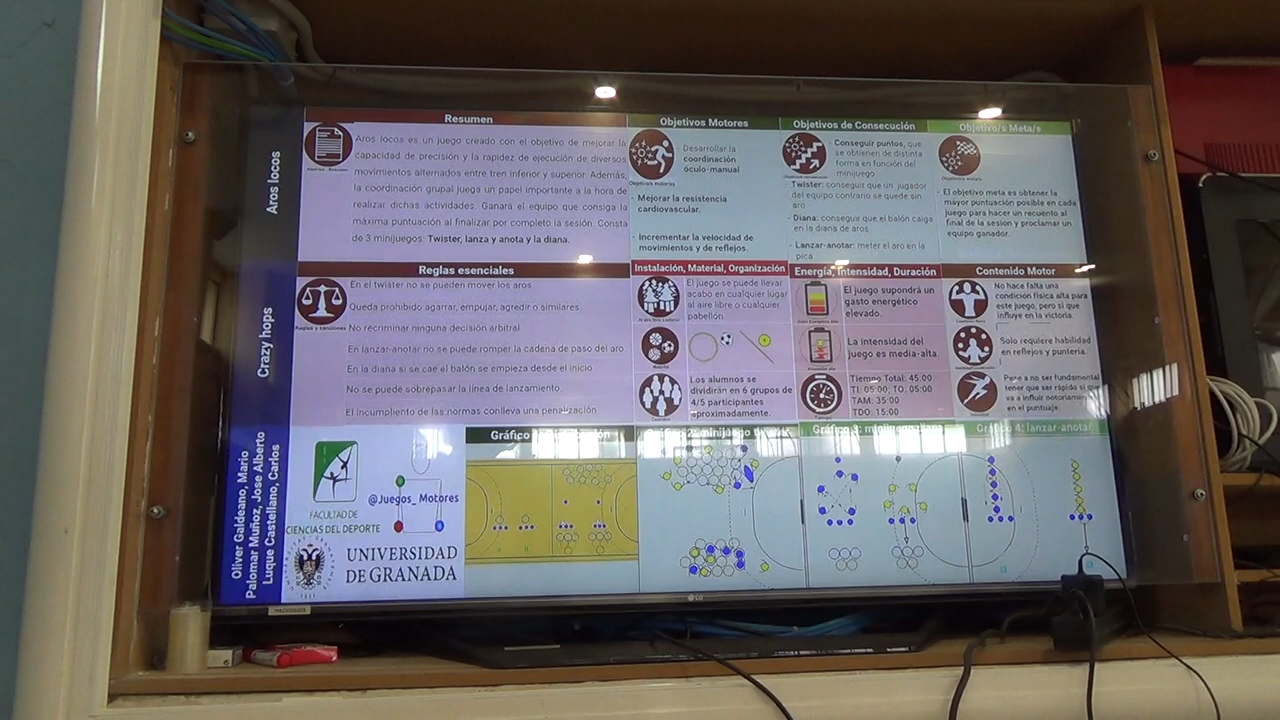 Aros locos
Crazy hops
Oliver Galdeano, Mario
Palomar Muñoz, Jose Alberto
Luque Castellano, Carlos
Resumen
Aros locos es un juego creado con el objetivo de mejorar la
capacidad de precisión y la rapidez de ejecución de diversos
movimientos alternados entre tren inferior y superior. Además,
la coordinación grupal juega un papel importante a la hora de
realizar dichas actividades. Ganará el equipo que consiga la
máxima puntuación al finalizar por completo la sesión. Consta
de 3 minijuegos: Twister, lanza y anota y la diana.
Objetivos Motores
Objetivo/s motor/es
- Desarrollar la
coordinación
óculo-manual
- Mejorar la resistencia
cardiovascular.
- Incrementar la velocidad de
movimientos y de reflejos.
Objetivos de Consecución
- Conseguir puntos, que
se obtienen de distinta
forma en función del
minijuego
- Twister: conseguir que un jugador
del equipo contrario se quede sin
aro
- Diana: conseguir que el balón caiga
en la diana de aros.
- Lanzar-anotar: meter el aro en la
pica
Objetivo/s Meta/s
Objetivo/s meta/s
- El objetivo meta es obtener la
mayor puntuación posible en cada
juego para hacer un recuento al
final de la sesión y proclamar un
equipo ganador.
Reglas esenciales
Reglas y sanciones
En el twister no se pueden mover los aros
Queda prohibido agarrar, empujar, agredir o similares
No recriminar ninguna decisión arbitral
En lanzar-anotar no se puede romper la cadena de paso del aro
En la diana si se cae el balón se empieza desde el inicio
No se puede sobrepasar la línea de lanzamiento.
El incumpliento de las normas conlleva una penalización
Instalación, Material, Organización
El juego se puede llevar
acabo en cualquier lugar
al aire libre o cualquier
pabellón
Material
Los alumnos se
dividirán en 6 grupos de
4/5 participantes
aproximadamente.
Energía, Intensidad, Duración
El juego supondrá un
gasto energético
elevado.
La intensidad del
juego es media-alta
Tiempo Total: 45:00
TI: 05:00; TO: 05:00
TAM: 35:00
TDO: 15:00
Contenido Motor
No hace falta una
condición física alta para
este juego, pero sí que
influye en la victoria.
Solo requiere habilidad
en reflejos y puntería.
Pese a no ser fundamental
tener que ser rápido sí que
va a influir notoriamente
en el puntuaje
FACULTAD DE
CIENCIAS DEL DEPORTE
@Juegos_Motores
UNIVERSIDAD
DE GRANADA
Gráfico
Gráfico 2: minijuego
Gráfico 3: minijuego diana
Gráfico 4: lanzar-anotar
LG